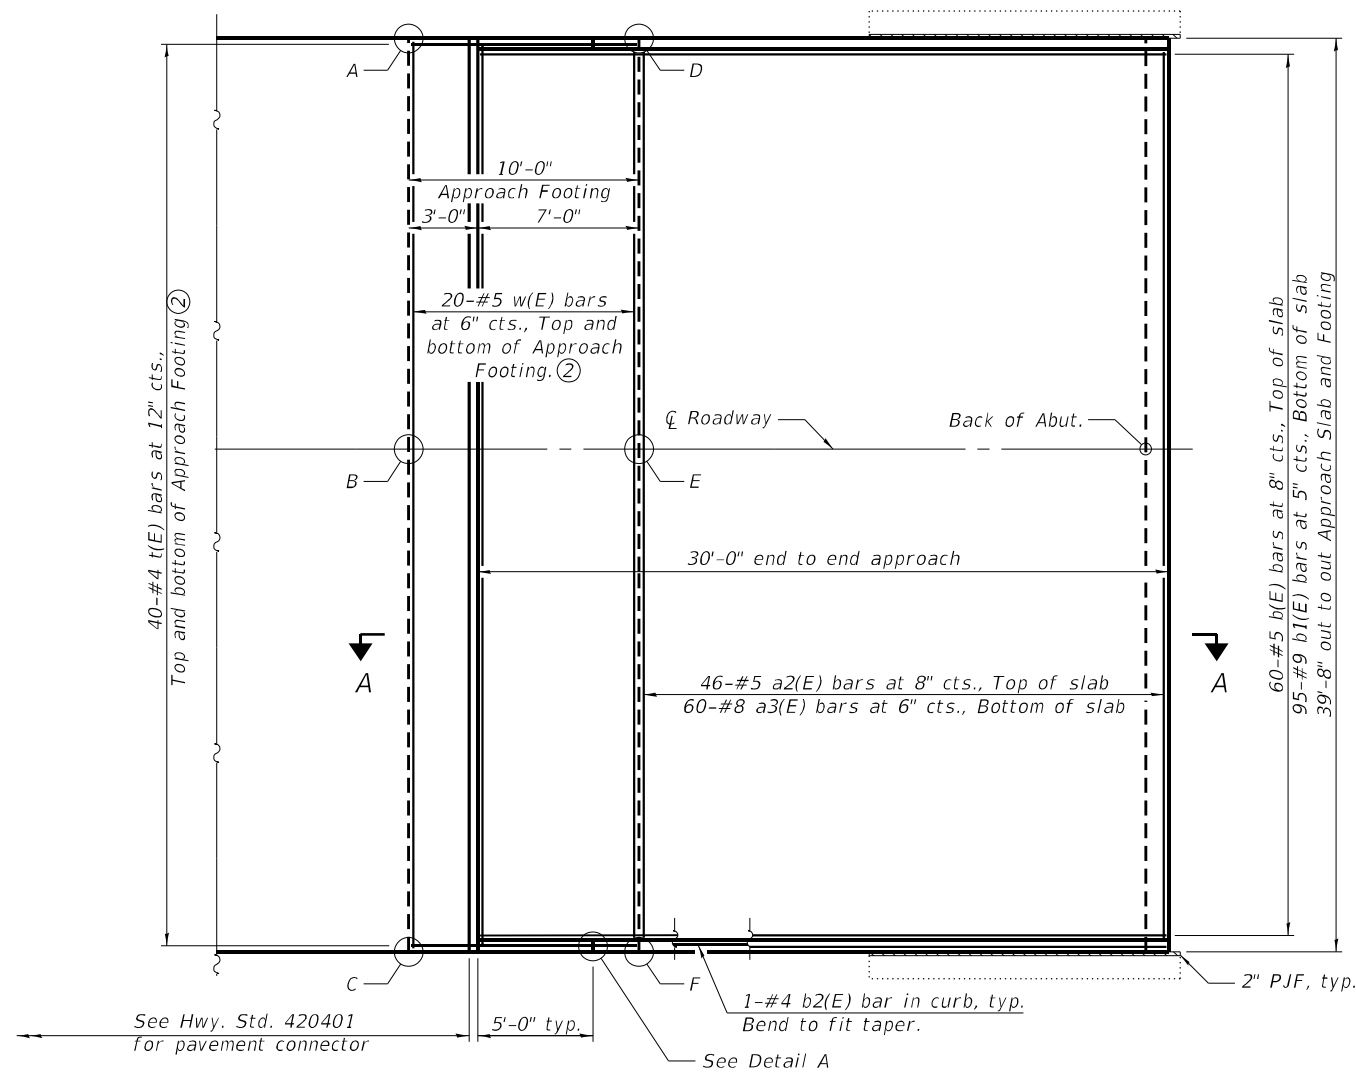 A
D
10'-0"
Approach Footing
3'-0"
7'-0"
20-#5 w(E) bars
at 6" cts., Top and
bottom of Approach
Footing. ②
40-#4 t(E) bars at 12" cts.,
Top and bottom of Approach Footing ②
℄ Roadway
Back of Abut.
B
E
30'-0" end to end approach
A
A
46-#5 a2(E) bars at 8" cts., Top of slab
60-#8 a3(E) bars at 6" cts., Bottom of slab
60-#5 b(E) bars at 8" cts., Top of slab
95-#9 b1(E) bars at 5" cts., Bottom of slab
39'-8" out to out Approach Slab and Footing
C
F
2" PJF, typ.
1-#4 b2(E) bar in curb, typ.
Bend to fit taper.
See Hwy. Std. 420401
for pavement connector
5'-0" typ.
See Detail A